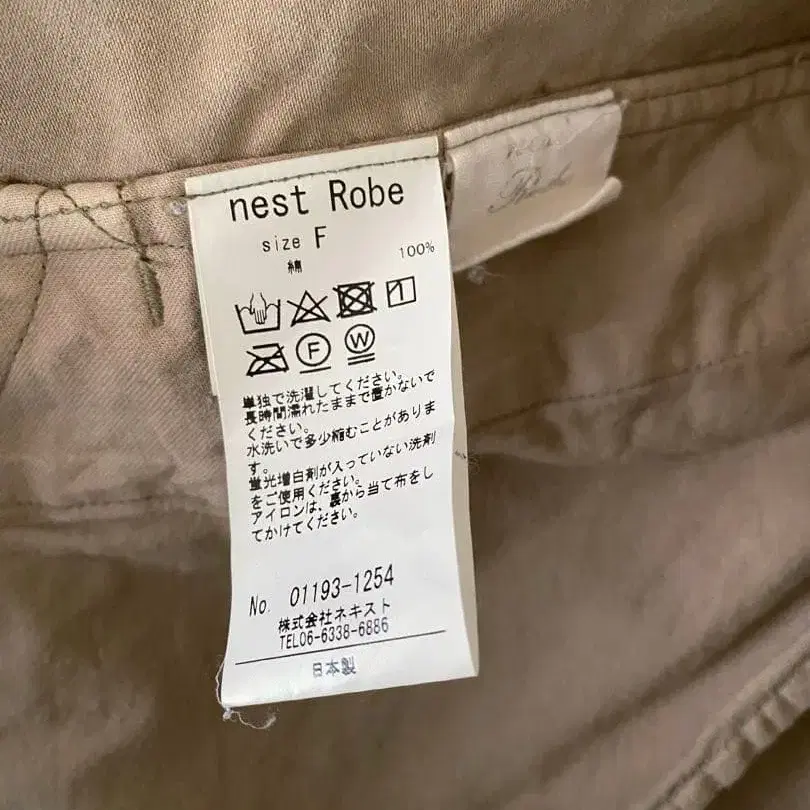 nest Robe
size F
綿 100%
1
F W
単独で洗濯してください。
長時間濡れたままで置かないで
ください。
水洗いで多少縮むことがありま
す。
蛍光増白剤が入っていない洗剤
をご使用ください。
アイロンは、裏から当て布をし
てかけてください。
No. 01193-1254
株式会社ネキスト
TEL06-6338-6886
日本製
nest
Robe